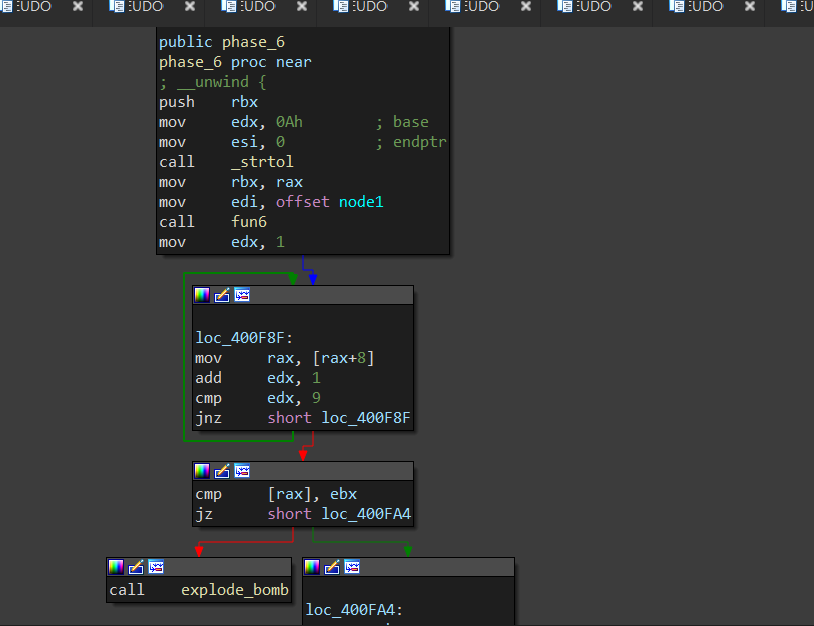 :UDO :UDO :UDO :UDO :UDO :UDO :UDO :U
public phase_6
phase_6 proc near
; __unwind {
push rbx
mov edx, 0Ah ; base
mov esi, 0 ; endptr
call _strtol
mov rbx, rax
mov edi, offset node1
call fun6
mov edx, 1
loc_400F8F:
mov rax, [rax+8]
add edx, 1
cmp edx, 9
jnz short loc_400F8F
cmp [rax], ebx
jz short loc_400FA4
call explode_bomb
loc_400FA4: